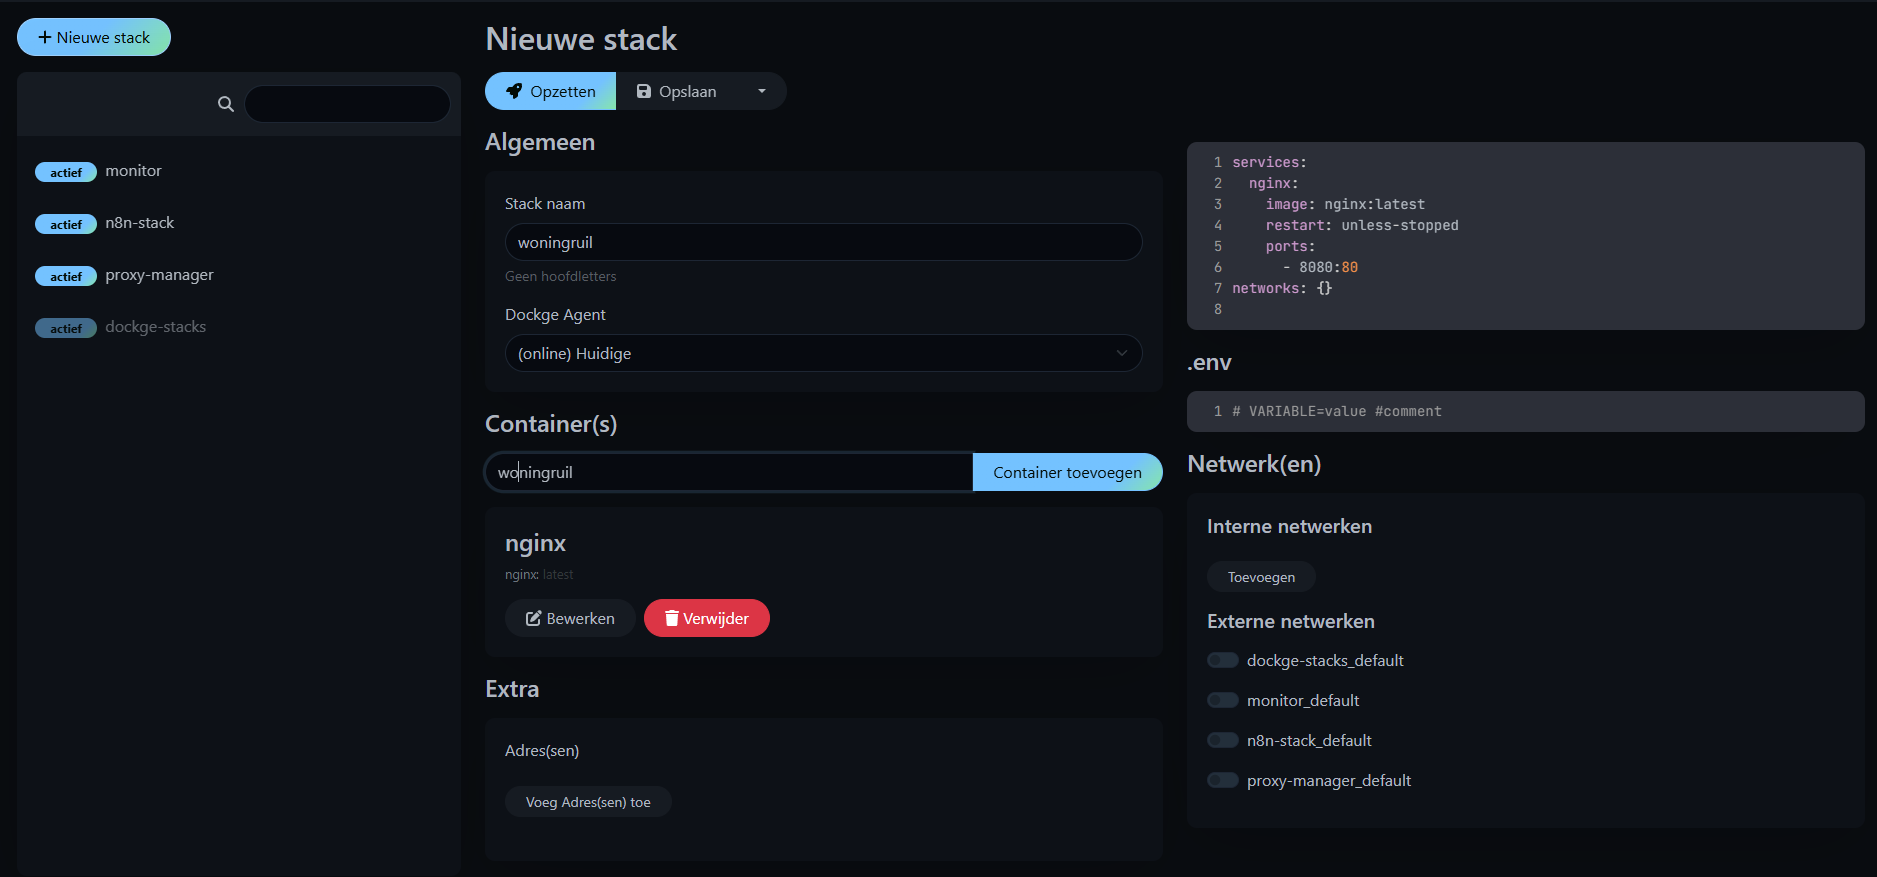 Nieuwe stack
actief monitor
actief n8n-stack
actief proxy-manager
actief dockge-stacks
Nieuwe stack
Opzetten
Opslaan
Algemeen
Stack naam
woningruil
Geen hoofdletters
Dockge Agent
(online) Huidige
Container(s)
woningruil
Container toevoegen
nginx
nginx: latest
Bewerken
Verwijder
Extra
Adres(sen)
Voeg Adres(sen) toe
1 services:
2   nginx:
3     image: nginx:latest
4     restart: unless-stopped
5     ports:
6       - 8080:80
7 networks: {}
8
.env
1 # VARIABLE=value #comment
Netwerk(en)
Interne netwerken
Toevoegen
Externe netwerken
dockge-stacks_default
monitor_default
n8n-stack_default
proxy-manager_default